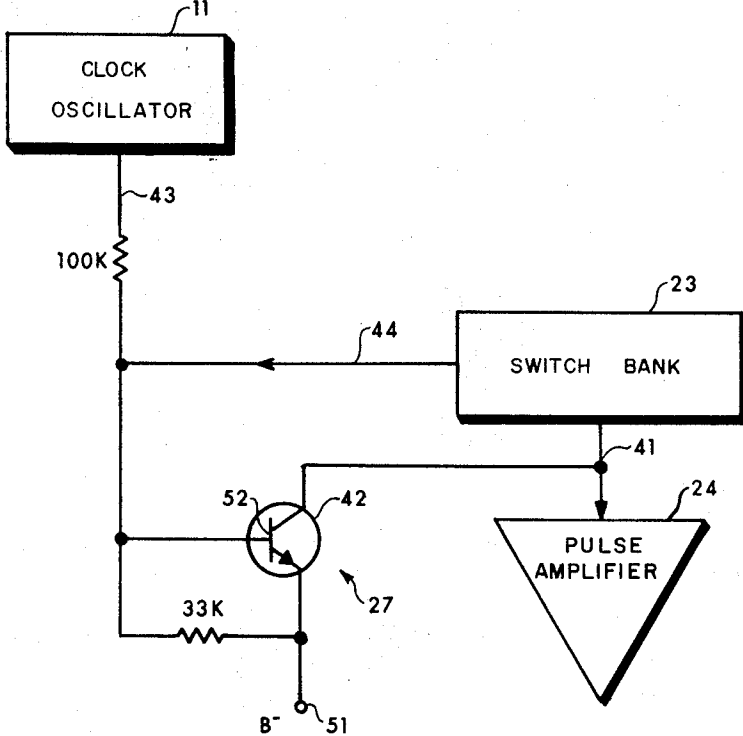 11
CLOCK
OSCILLATOR
43
100K
23
44
SWITCH BANK
41
52
42
24
PULSE
AMPLIFIER
27
33K
B⁻
51